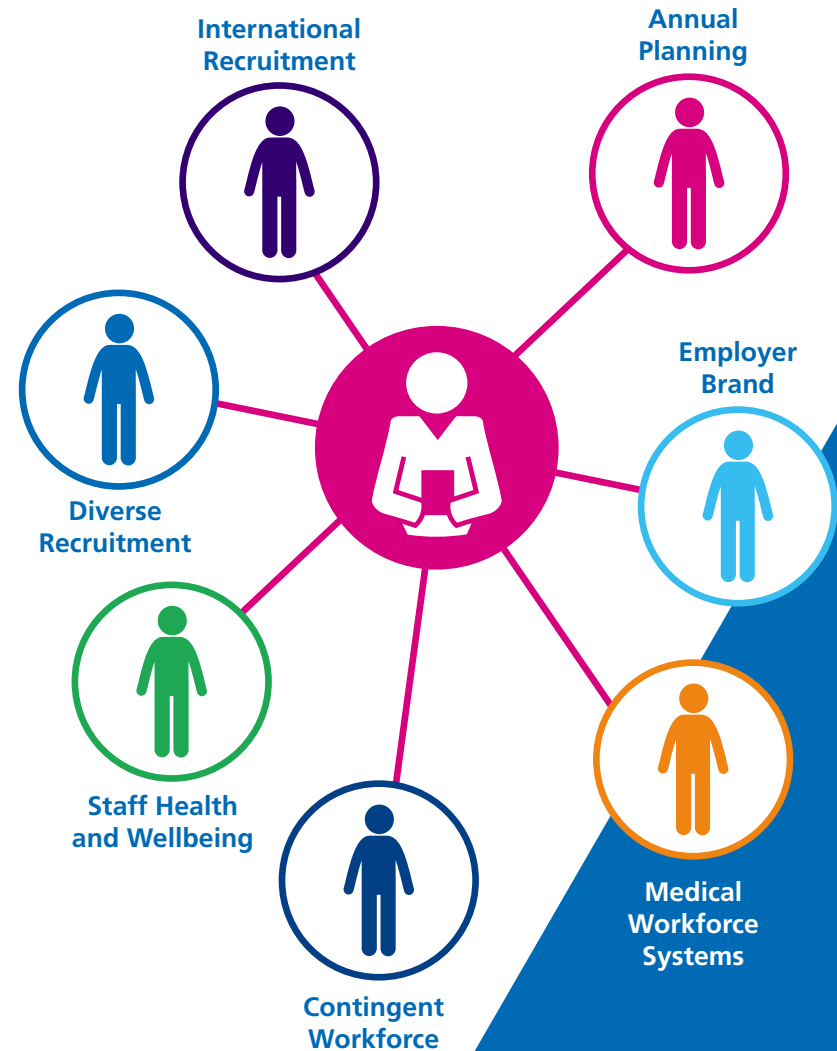 International
Recruitment
Annual
Planning
Employer
Brand
Diverse
Recruitment
Staff Health
and Wellbeing
Medical
Workforce
Systems
Contingent
Workforce